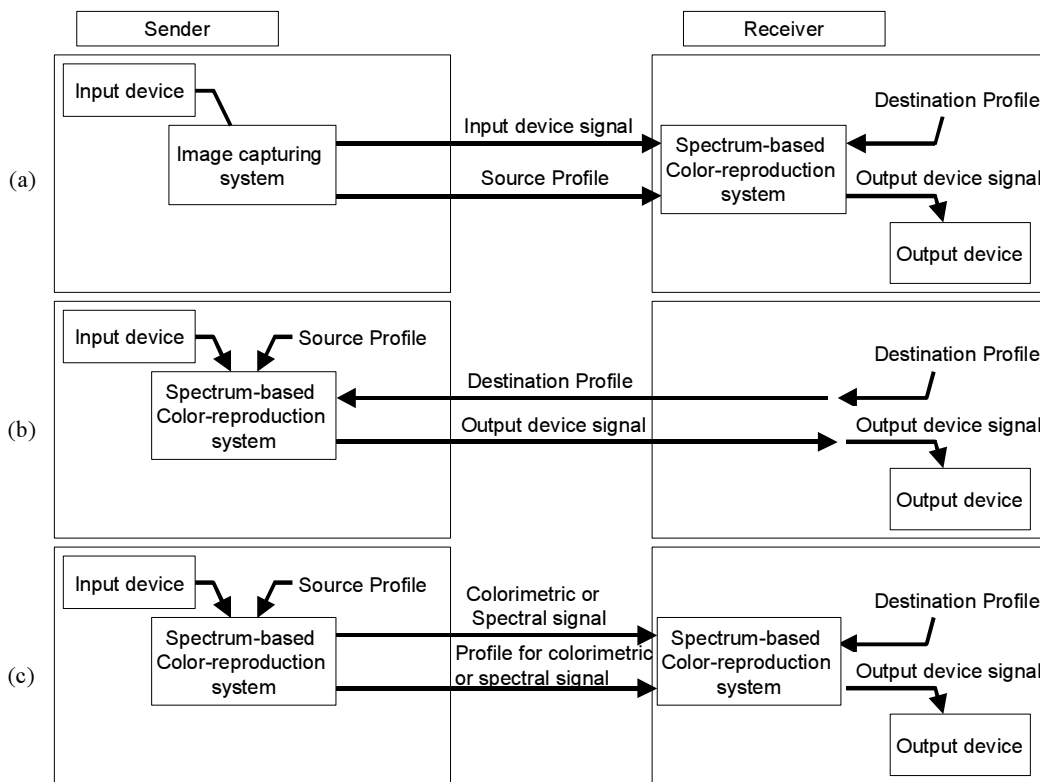 Sender
Receiver
(a)
Input device
Image capturing
system
Input device signal
Source Profile
Spectrum-based
Color-reproduction
system
Destination Profile
Output device signal
Output device
(b)
Input device
Source Profile
Spectrum-based
Color-reproduction
system
Destination Profile
Output device signal
Destination Profile
Output device signal
Output device
(c)
Input device
Source Profile
Spectrum-based
Color-reproduction
system
Colorimetric or
Spectral signal
Profile for colorimetric
or spectral signal
Spectrum-based
Color-reproduction
system
Destination Profile
Output device signal
Output device